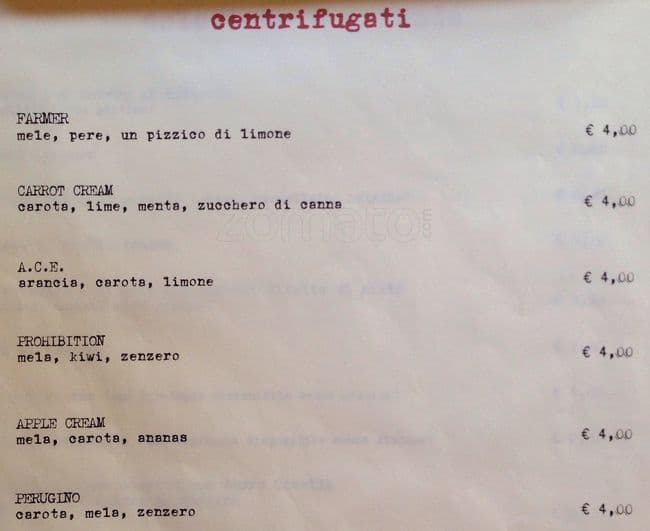 centrifugati
FARMER
mele, pere, un pizzico di limone
€ 4,00
CARROT CREAM
carota, lime, menta, zucchero di canna
€ 4,00
zomato
A.C.E.
arancia, carota, limone
€ 4,00
PROHIBITION
mela, kiwi, zenzero
€ 4,00
APPLE CREAM
mela, carota, ananas
€ 4,00
PERUGINO
carota, mela, zenzero
€ 4,00